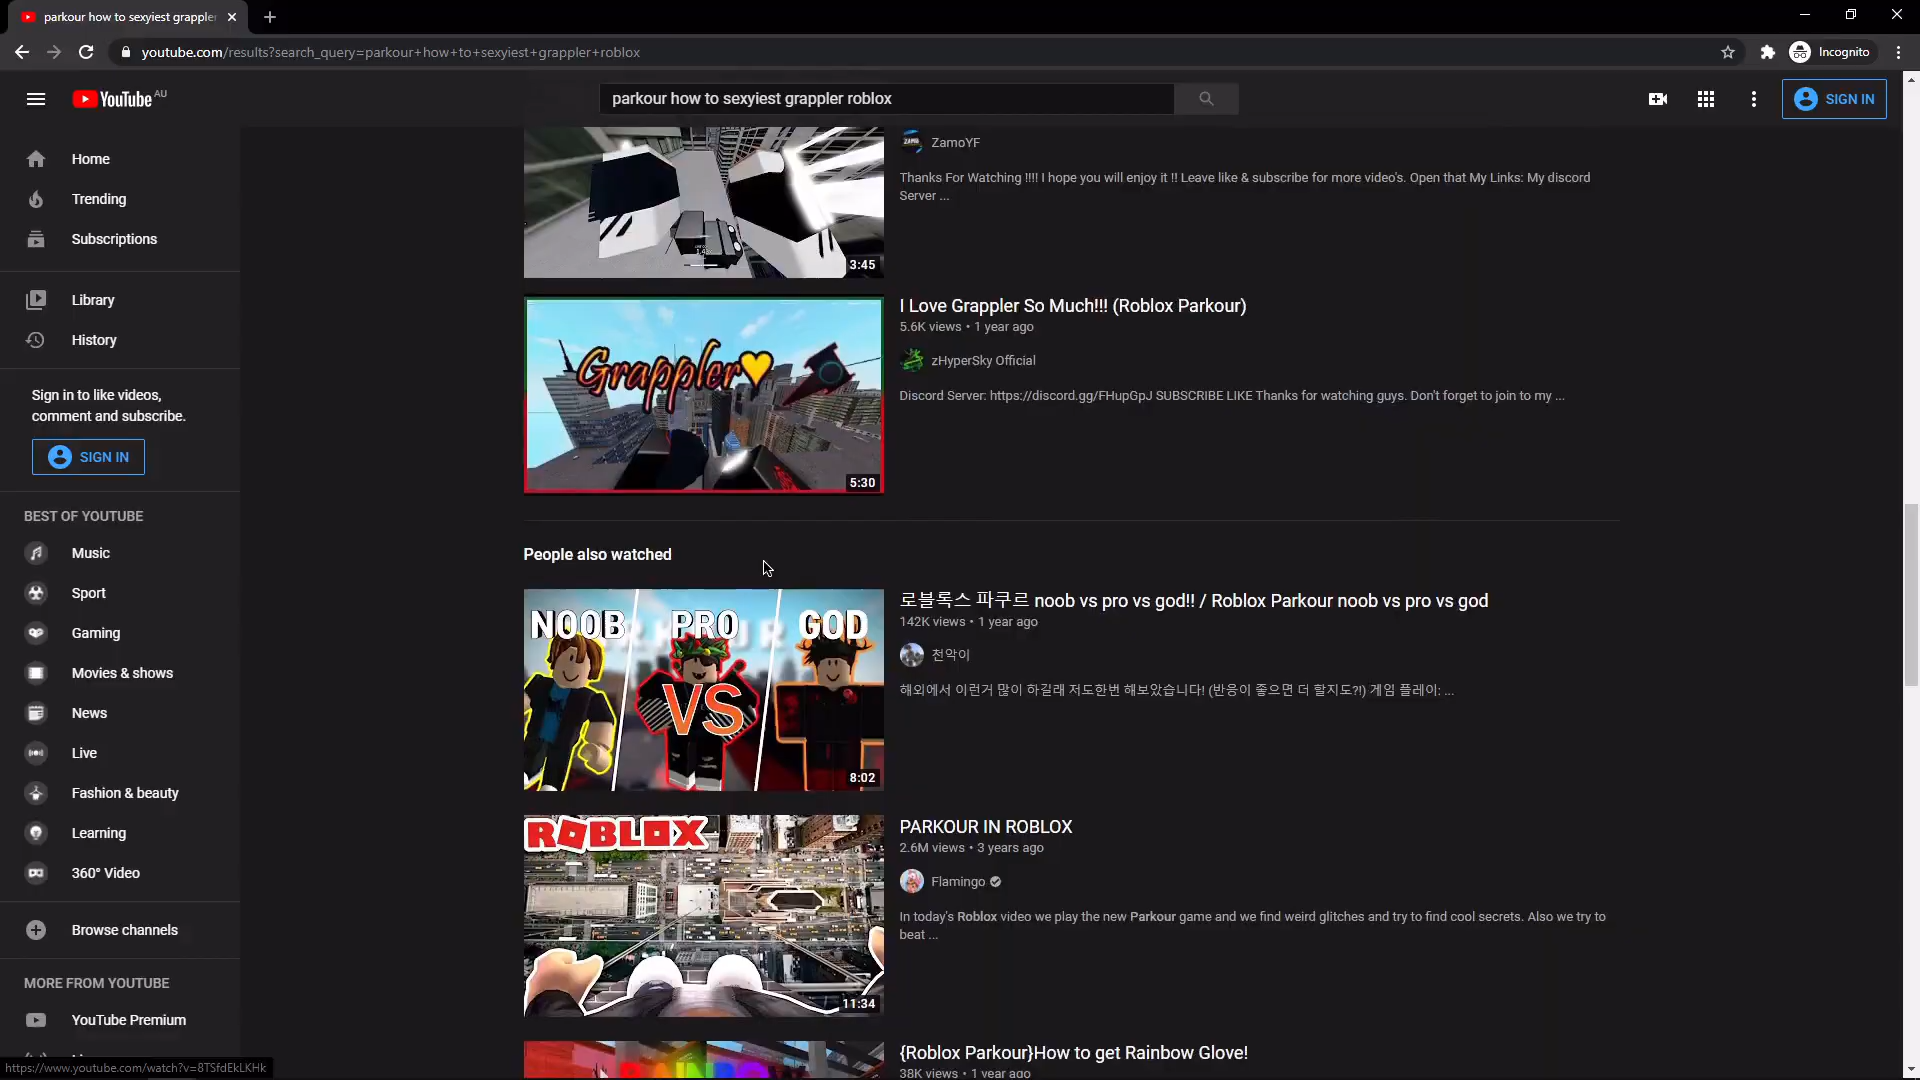 parkour how to sexyiest grappler
youtube.com/results?search_query=parkour+how+to+sexyiest+grappler+roblox
Incognito
YouTube AU
parkour how to sexyiest grappler roblox
SIGN IN
Home
Trending
Subscriptions
Library
History
Sign in to like videos,
comment and subscribe.
SIGN IN
BEST OF YOUTUBE
Music
Sport
Gaming
Movies & shows
News
Live
Fashion & beauty
Learning
360° Video
Browse channels
MORE FROM YOUTUBE
YouTube Premium
https://www.youtube.com/watch?v=8TSfdEkLKHk
3:45
ZamoYF
Thanks For Watching !!!! I hope you will enjoy it !! Leave like & subscribe for more video's. Open that My Links: My discord
Server ...
Grappler
5:30
I Love Grappler So Much!!! (Roblox Parkour)
5.6K views • 1 year ago
zHyperSky Official
Discord Server: https://discord.gg/FHupGpJ SUBSCRIBE LIKE Thanks for watching guys. Don't forget to join to my ...
People also watched
NOOB PRO GOD
VS
8:02
로블록스 파쿠르 noob vs pro vs god!! / Roblox Parkour noob vs pro vs god
142K views • 1 year ago
천악이
해외에서 이런거 많이 하길래 저도한번 해보았습니다! (반응이 좋으면 더 할지도?!) 게임 플레이: ...
ROBLOX
11:34
PARKOUR IN ROBLOX
2.6M views • 3 years ago
Flamingo
In today's Roblox video we play the new Parkour game and we find weird glitches and try to find cool secrets. Also we try to
beat ...
RAINBOW
{Roblox Parkour}How to get Rainbow Glove!
38K views • 1 year ago